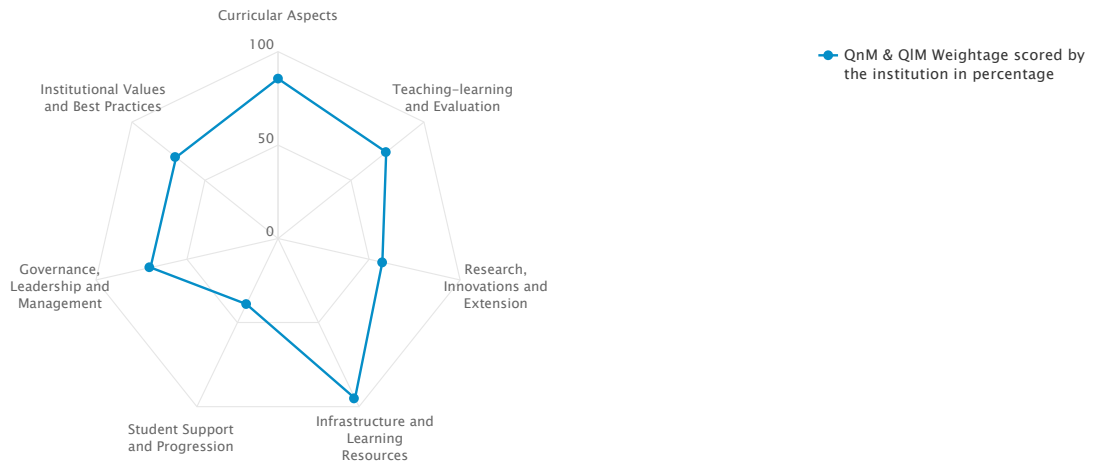 Curricular Aspects
100
QnM & QlM Weightage scored by
the institution in percentage
Institutional Values
and Best Practices
Teaching-learning
and Evaluation
50
0
Governance,
Leadership and
Management
Research,
Innovations and
Extension
Student Support
and Progression
Infrastructure and
Learning
Resources